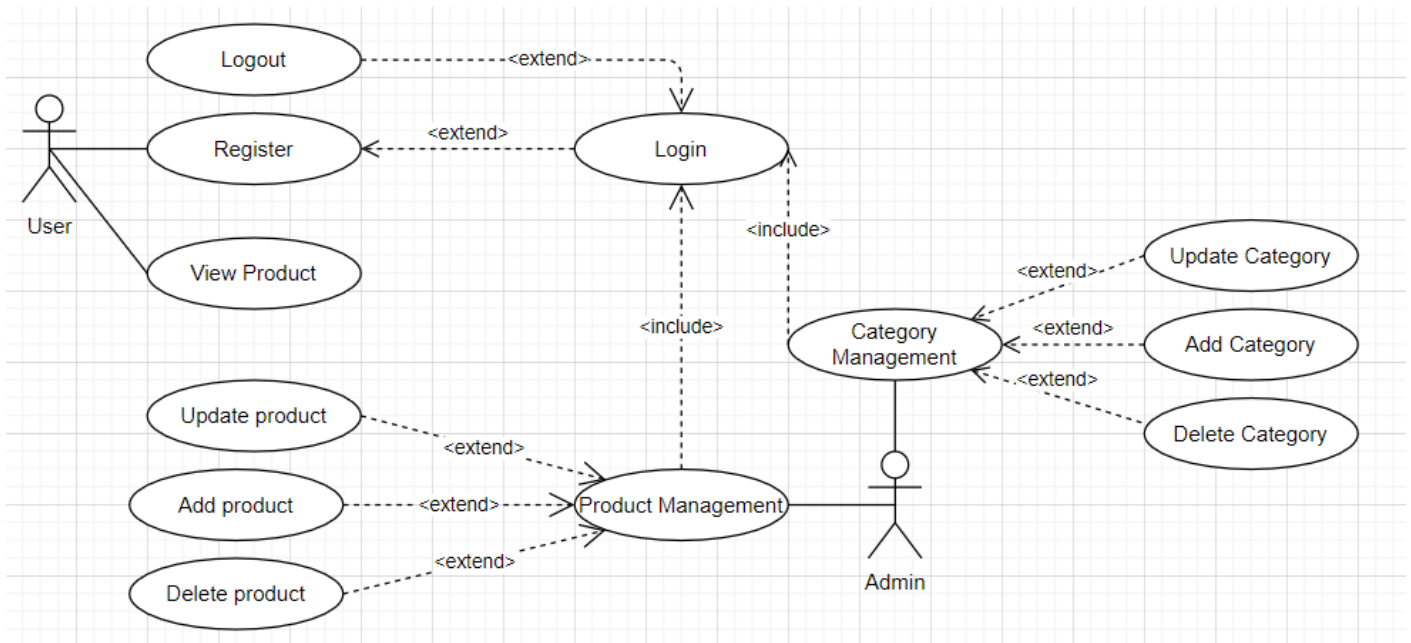 Logout
<extend>
Register
<extend>
Login
User
View Product
<include>
Update Category
<extend>
<include>
Category
Management
<extend>
Add Category
<extend>
Delete Category
Update product
<extend>
Add product
<extend>
Product Management
Delete product
<extend>
Admin